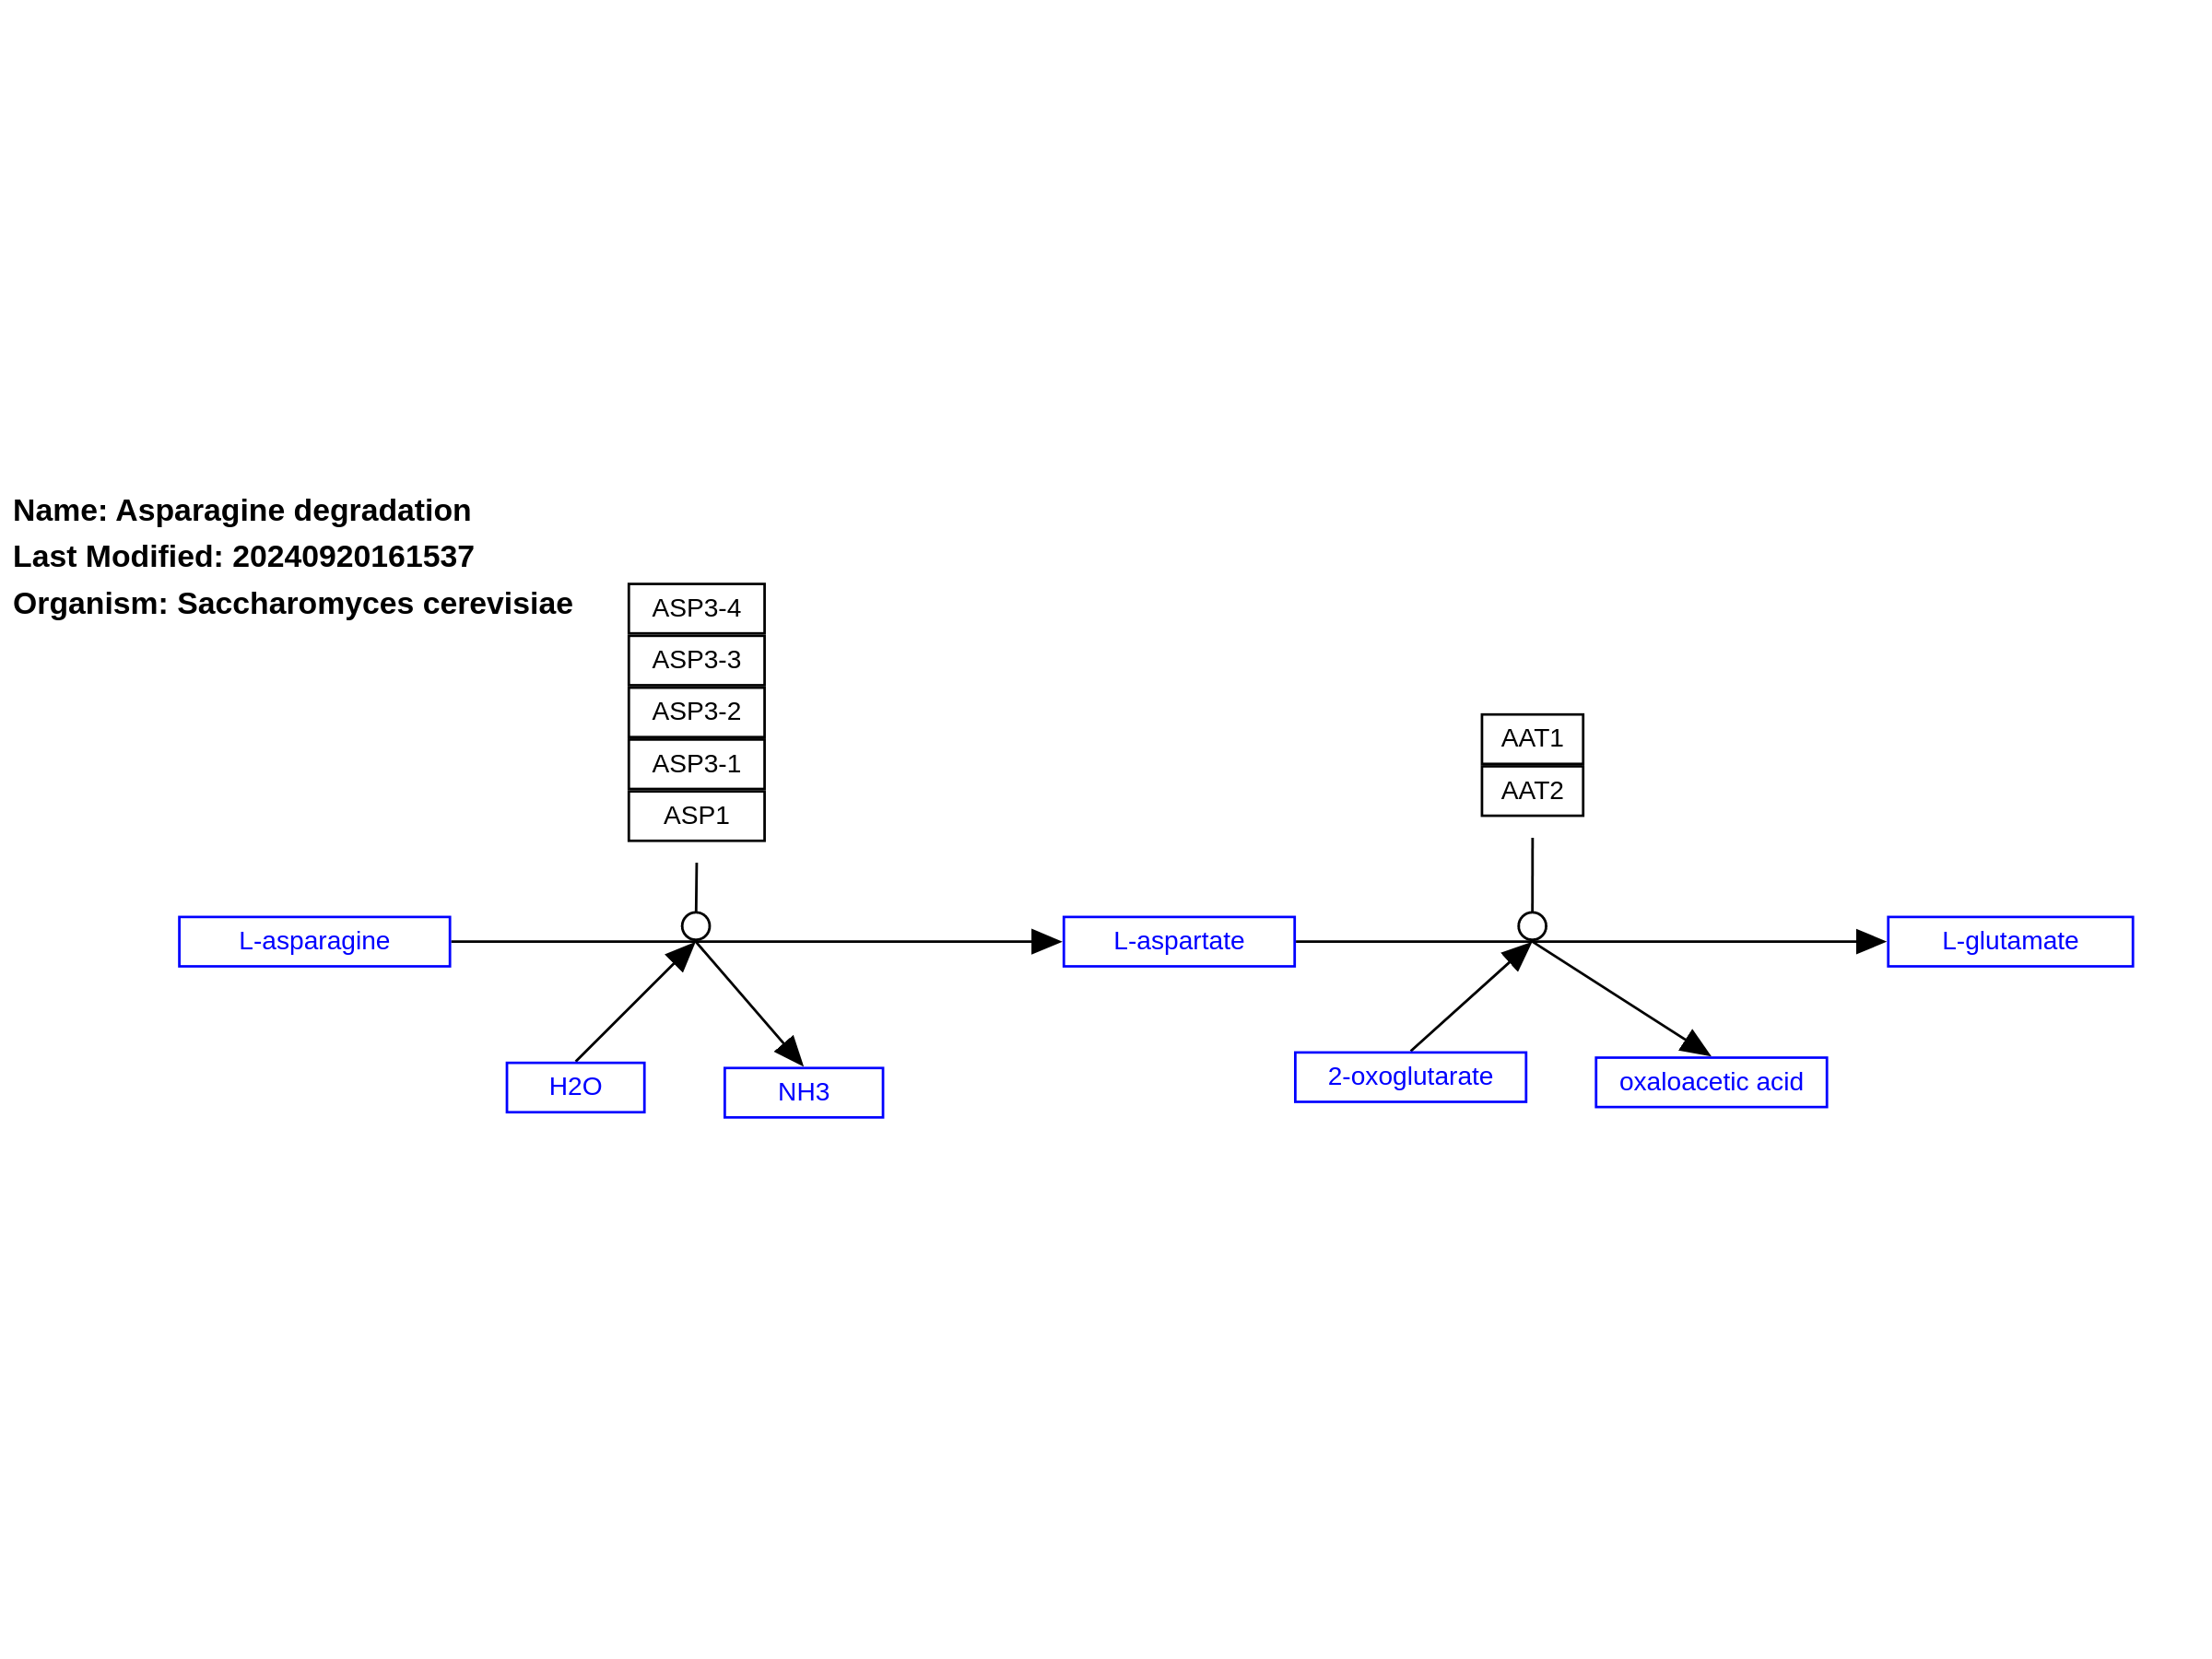 Name: Asparagine degradation
Last Modified: 20240920161537
Organism: Saccharomyces cerevisiae
ASP3-4
ASP3-3
ASP3-2
ASP3-1
ASP1
AAT1
AAT2
L-asparagine
L-aspartate
L-glutamate
H2O
NH3
2-oxoglutarate
oxaloacetic acid